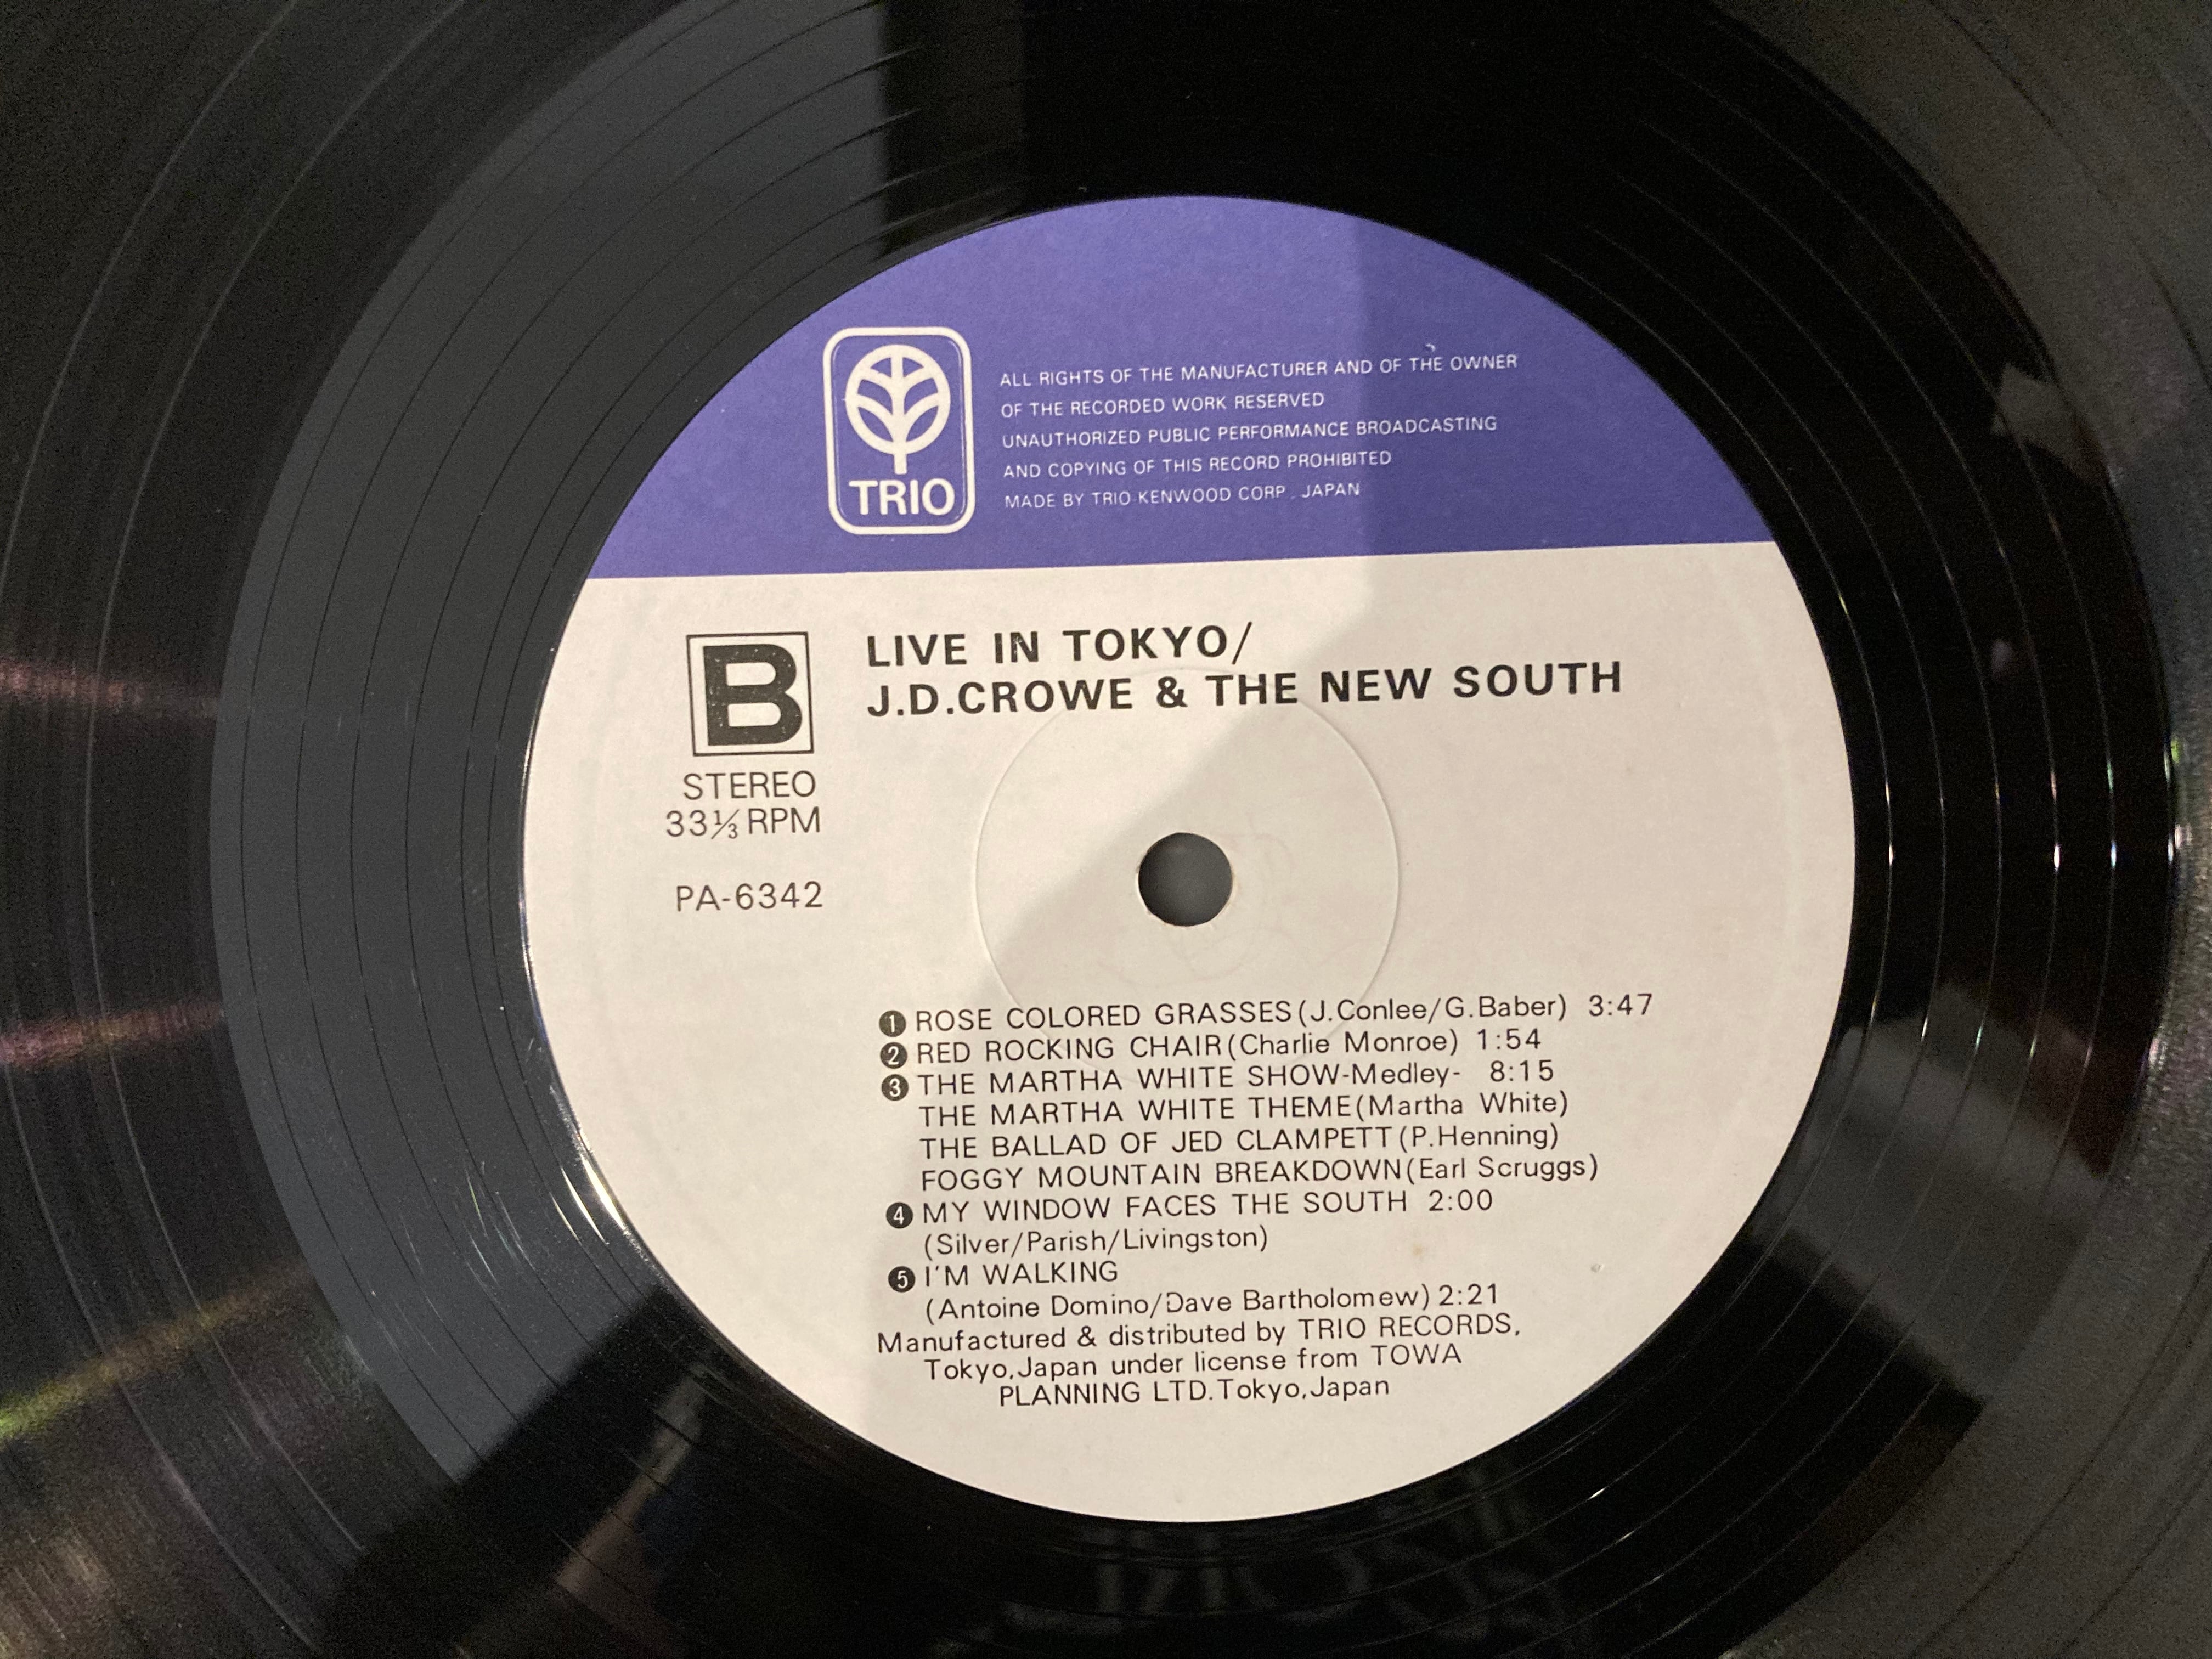 TRIO
ALL RIGHTS OF THE MANUFACTURER AND OF THE OWNER
OF THE RECORDED WORK RESERVED
UNAUTHORIZED PUBLIC PERFORMANCE BROADCASTING
AND COPYING OF THIS RECORD PROHIBITED
MADE BY TRIO-KENWOOD CORP., JAPAN
B
STEREO
33⅓ RPM
PA-6342
LIVE IN TOKYO/
J.D.CROWE & THE NEW SOUTH
❶ ROSE COLORED GRASSES(J.Conlee/G.Baber) 3:47
❷ RED ROCKING CHAIR(Charlie Monroe) 1:54
❸ THE MARTHA WHITE SHOW-Medley- 8:15
THE MARTHA WHITE THEME(Martha White)
THE BALLAD OF JED CLAMPETT(P.Henning)
FOGGY MOUNTAIN BREAKDOWN(Earl Scruggs)
❹ MY WINDOW FACES THE SOUTH 2:00
(Silver/Parish/Livingston)
❺ I'M WALKING
(Antoine Domino/Dave Bartholomew) 2:21
Manufactured & distributed by TRIO RECORDS,
Tokyo,Japan under license from TOWA
PLANNING LTD.Tokyo,Japan